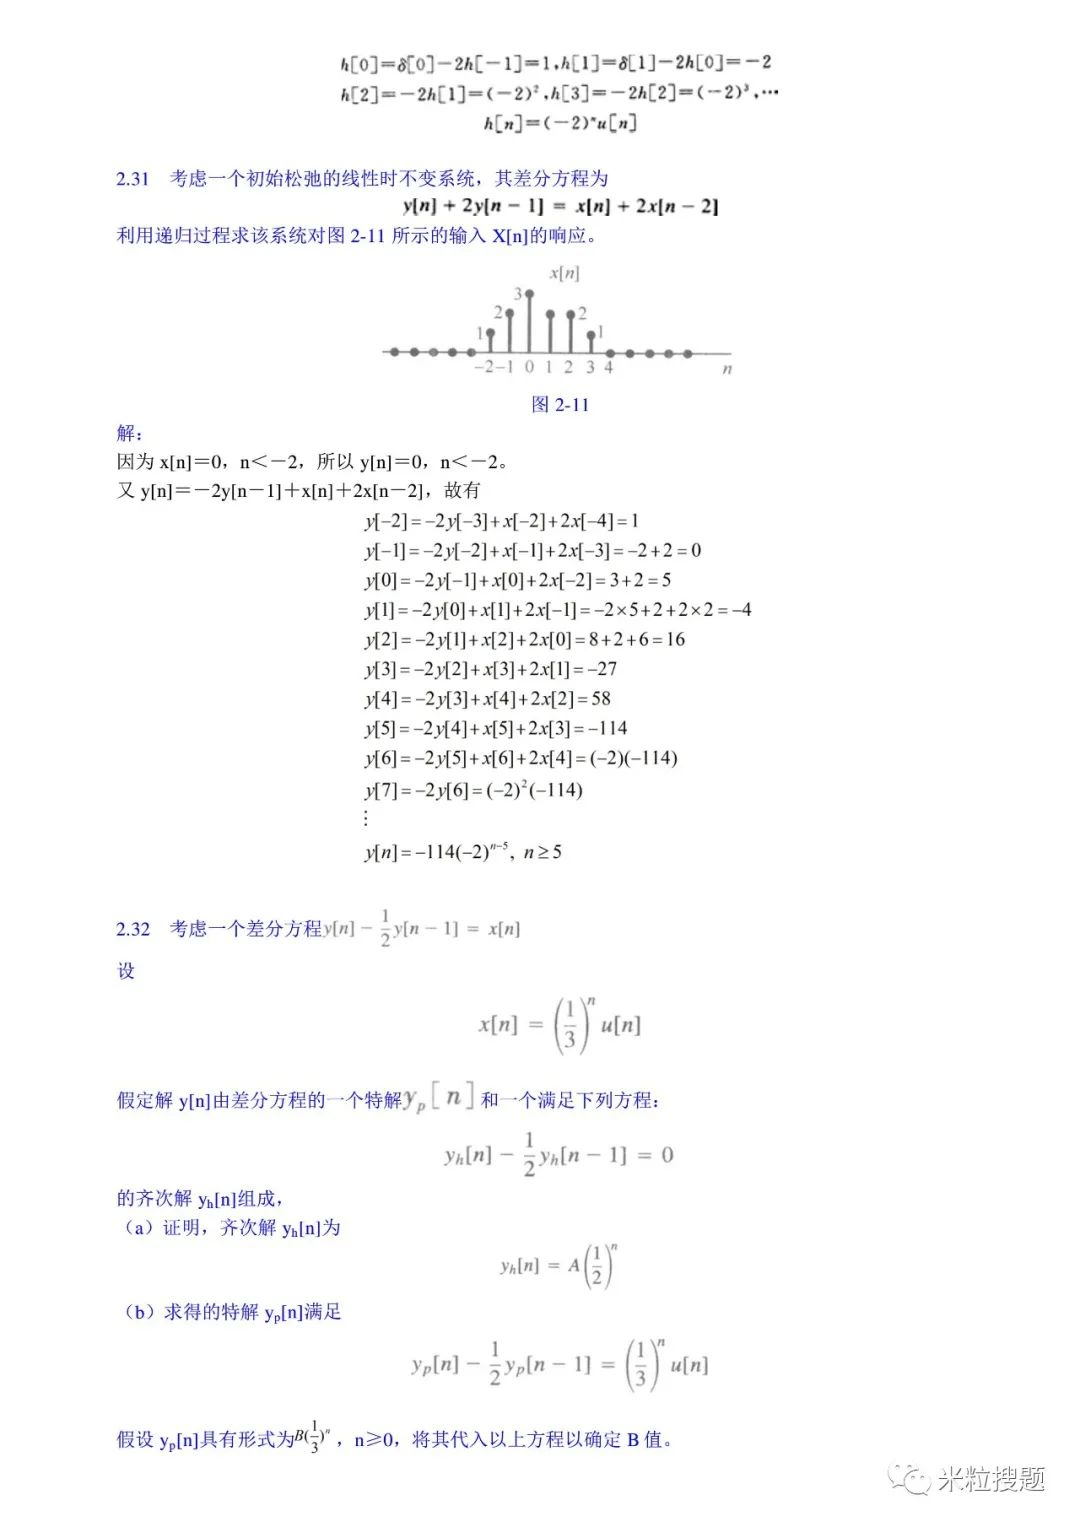 h[0]=δ[0]-2h[-1]=1,h[1]=δ[1]-2h[0]=-2
h[2]=-2h[1]=(-2)²,h[3]=-2h[2]=(-2)³,…
h[n]=(-2)ⁿu[n]
2.31 考虑一个初始松弛的线性时不变系统，其差分方程为
y[n] + 2y[n - 1] = x[n] + 2x[n - 2]
利用递归过程求该系统对图 2-11 所示的输入 X[n]的响应。
x[n]
3
2 2
1 1
-2 -1 0 1 2 3 4 n
图 2-11
解：
因为 x[n]＝0，n＜－2，所以 y[n]＝0，n＜－2。
又 y[n]＝－2y[n－1]＋x[n]＋2x[n－2]，故有
y[-2]=-2y[-3]+x[-2]+2x[-4]=1
y[-1]=-2y[-2]+x[-1]+2x[-3]=-2+2=0
y[0]=-2y[-1]+x[0]+2x[-2]=3+2=5
y[1]=-2y[0]+x[1]+2x[-1]=-2×5+2+2×2=-4
y[2]=-2y[1]+x[2]+2x[0]=8+2+6=16
y[3]=-2y[2]+x[3]+2x[1]=-27
y[4]=-2y[3]+x[4]+2x[2]=58
y[5]=-2y[4]+x[5]+2x[3]=-114
y[6]=-2y[5]+x[6]+2x[4]=(-2)(-114)
y[7]=-2y[6]=(-2)²(-114)
⋮
y[n]=-114(-2)ⁿ⁻⁵, n≥5
2.32 考虑一个差分方程y[n] - 1/2 y[n - 1] = x[n]
设
x[n] = (1/3)ⁿ u[n]
假定解 y[n]由差分方程的一个特解yₚ[n]和一个满足下列方程：
yₕ[n] - 1/2 yₕ[n - 1] = 0
的齐次解 yₕ[n]组成，
（a）证明，齐次解 yₕ[n]为
yₕ[n] = A(1/2)ⁿ
（b）求得的特解 yₚ[n]满足
yₚ[n] - 1/2 yₚ[n - 1] = (1/3)ⁿ u[n]
假设 yₚ[n]具有形式为B(1/3)ⁿ，n≥0，将其代入以上方程以确定 B 值。
米粒搜题